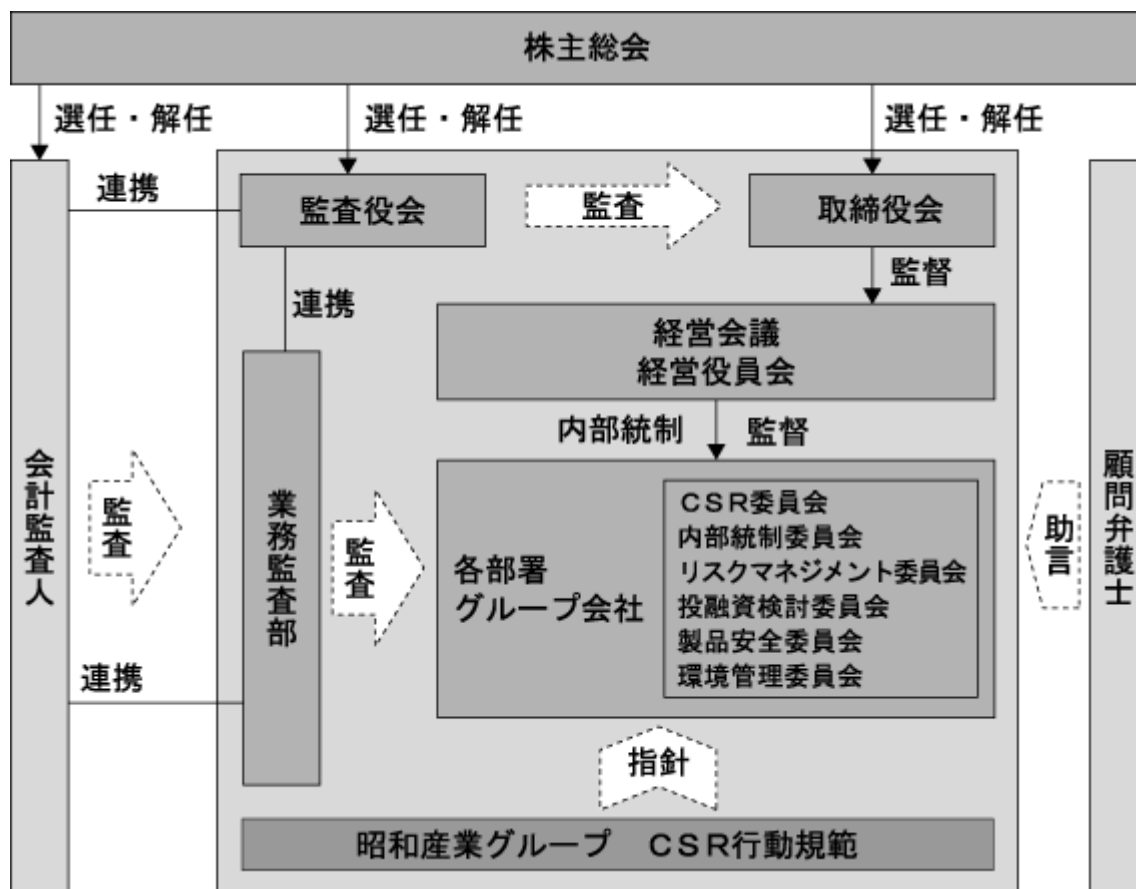 株主総会
選任・解任
選任・解任
選任・解任
連携
監査役会
監査
取締役会
監督
連携
経営会議
経営役員会
内部統制
監督
会計監査人
監査
業務監査部
監査
各部署
グループ会社
CSR委員会
内部統制委員会
リスクマネジメント委員会
投融資検討委員会
製品安全委員会
環境管理委員会
助言
顧問弁護士
連携
指針
昭和産業グループ　CSR行動規範